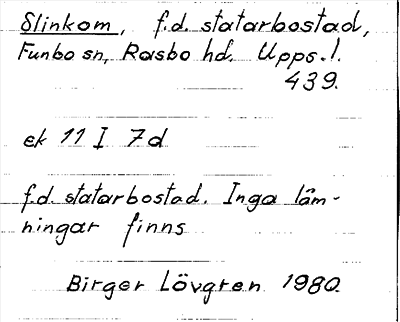 Slinkom, f.d. statarbostad,
Funbo sn, Rasbo hd. Upps. l.
439.
ek 11 I 7d
f.d. statarbostad. Inga läm-
ningar finns
Birger Lövgren 1980.